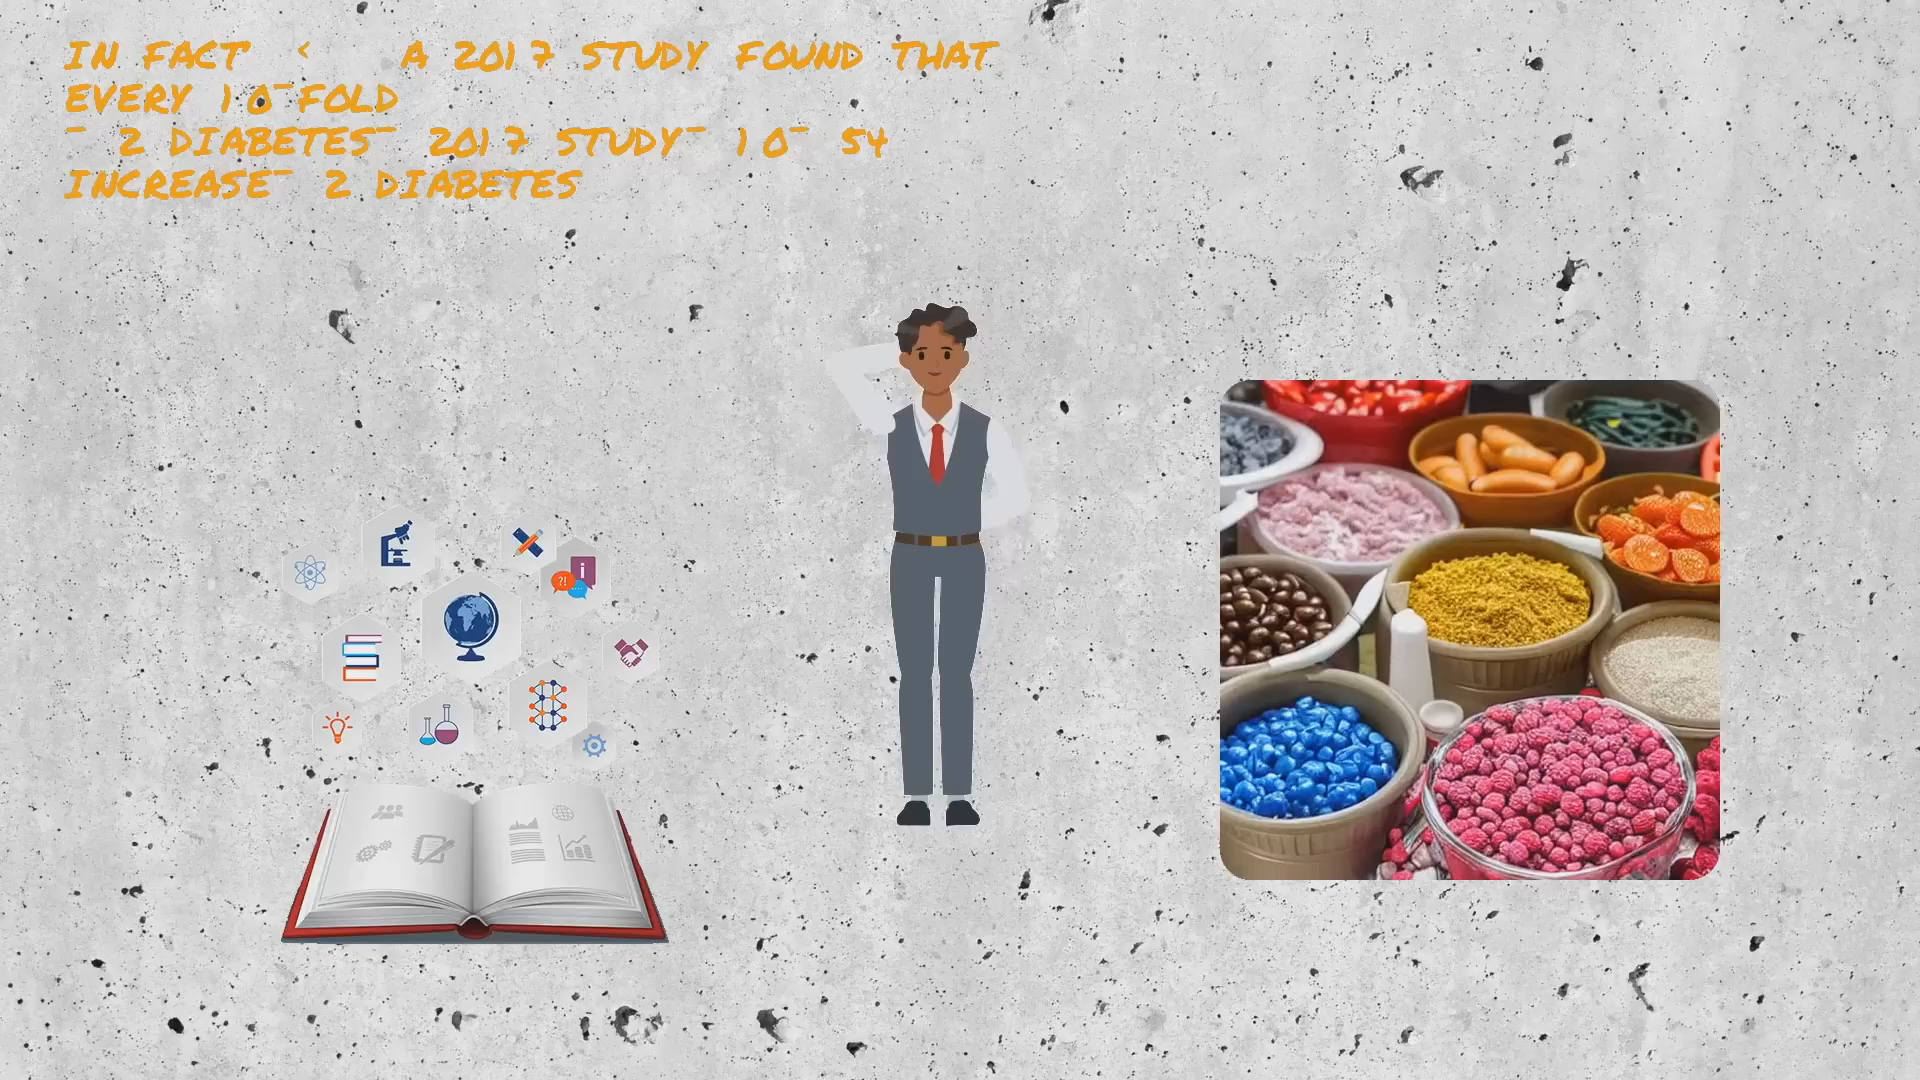 IN FACT < A 2017 STUDY FOUND THAT
EVERY 10-FOLD
- 2 DIABETES- 2017 STUDY- 10- 54
INCREASE- 2 DIABETES
?!
i